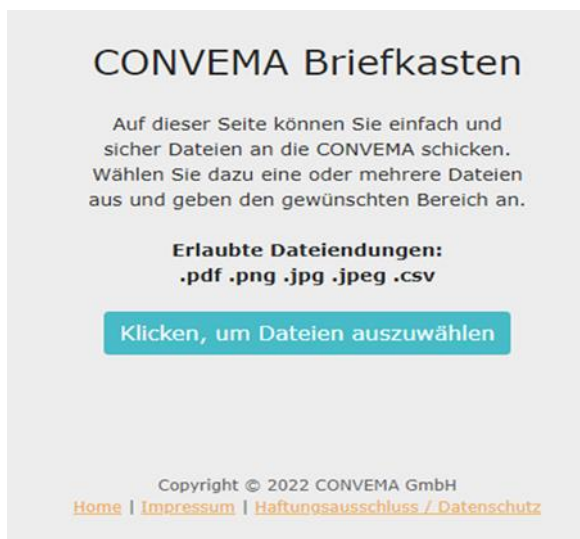 CONVEMA Briefkasten
Auf dieser Seite können Sie einfach und
sicher Dateien an die CONVEMA schicken.
Wählen Sie dazu eine oder mehrere Dateien
aus und geben den gewünschten Bereich an.
Erlaubte Dateiendungen:
.pdf .png .jpg .jpeg .csv
Klicken, um Dateien auszuwählen
Copyright © 2022 CONVEMA GmbH
Home | Impressum | Haftungsausschluss / Datenschutz